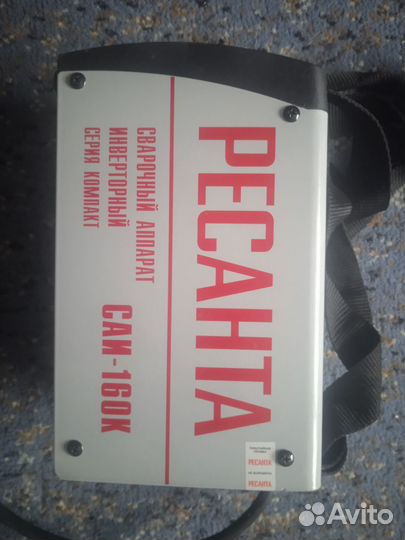 РЕСАНТА
СВАРОЧНЫЙ АППАРАТ
ИНВЕРТОРНЫЙ
СЕРИЯ КОМПАКТ
САИ-160К
РЕСАНТА
РЕСАНТА
Avito